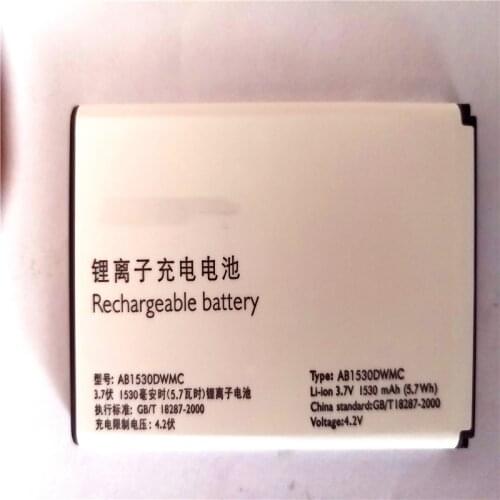 锂离子充电电池
Rechargeable battery
型号: AB1530DWMC
3.7伏 1530毫安时(5.7瓦时)锂离子电池
执行标准: GB/T 18287-2000
充电限制电压: 4.2伏
Type: AB1530DWMC
Li-ion 3.7V 1530 mAh (5.7Wh)
China standard:GB/T18287-2000
Voltage:4.2V